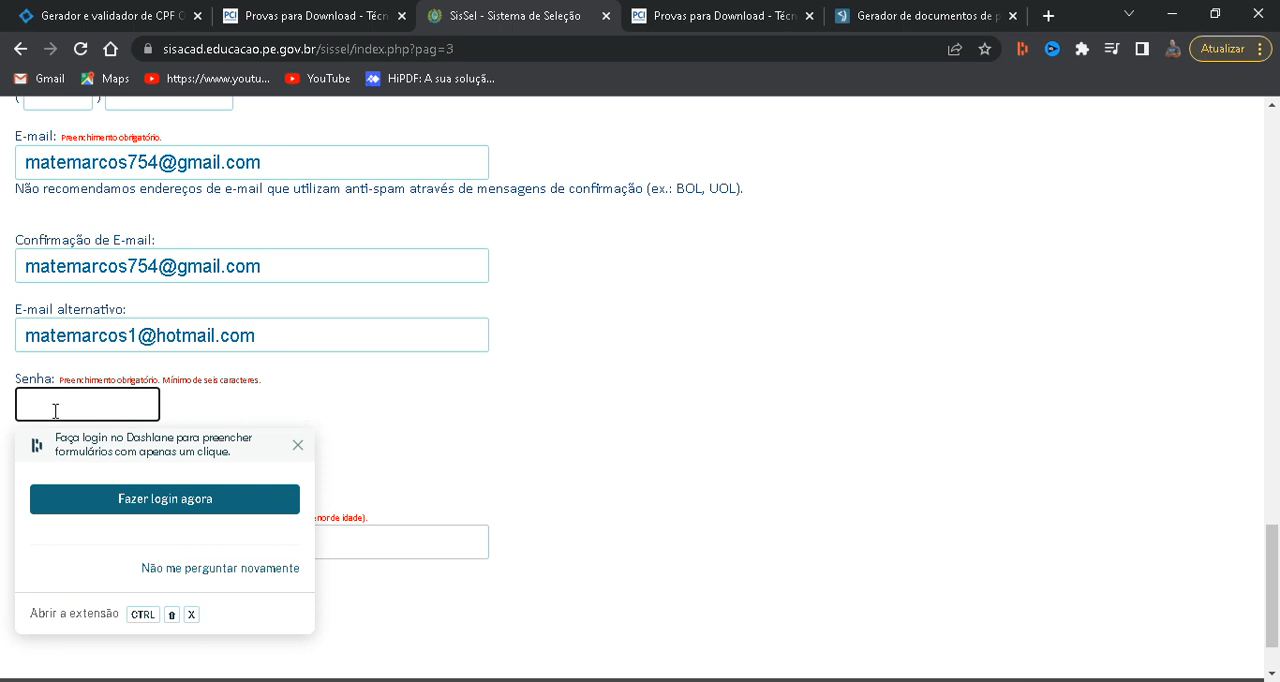 Gerador e validador de CPF O
Provas para Download - Técn
SisSel - Sistema de Seleção
Provas para Download - Técn
Gerador de documentos de p
sisacad.educacao.pe.gov.br/sissel/index.php?pag=3
Atualizar
Gmail
Maps
https://www.youtu...
YouTube
HiPDF: A sua soluçã...
( )
E-mail: Preenchimento obrigatório.
matemarcos754@gmail.com
Não recomendamos endereços de e-mail que utilizam anti-spam através de mensagens de confirmação (ex.: BOL, UOL).
Confirmação de E-mail:
matemarcos754@gmail.com
E-mail alternativo:
matemarcos1@hotmail.com
Senha: Preenchimento obrigatório. Mínimo de seis caracteres.
Faça login no Dashlane para preencher
formulários com apenas um clique.
Fazer login agora
enor de idade).
Não me perguntar novamente
Abrir a extensão CTRL ⇧ X